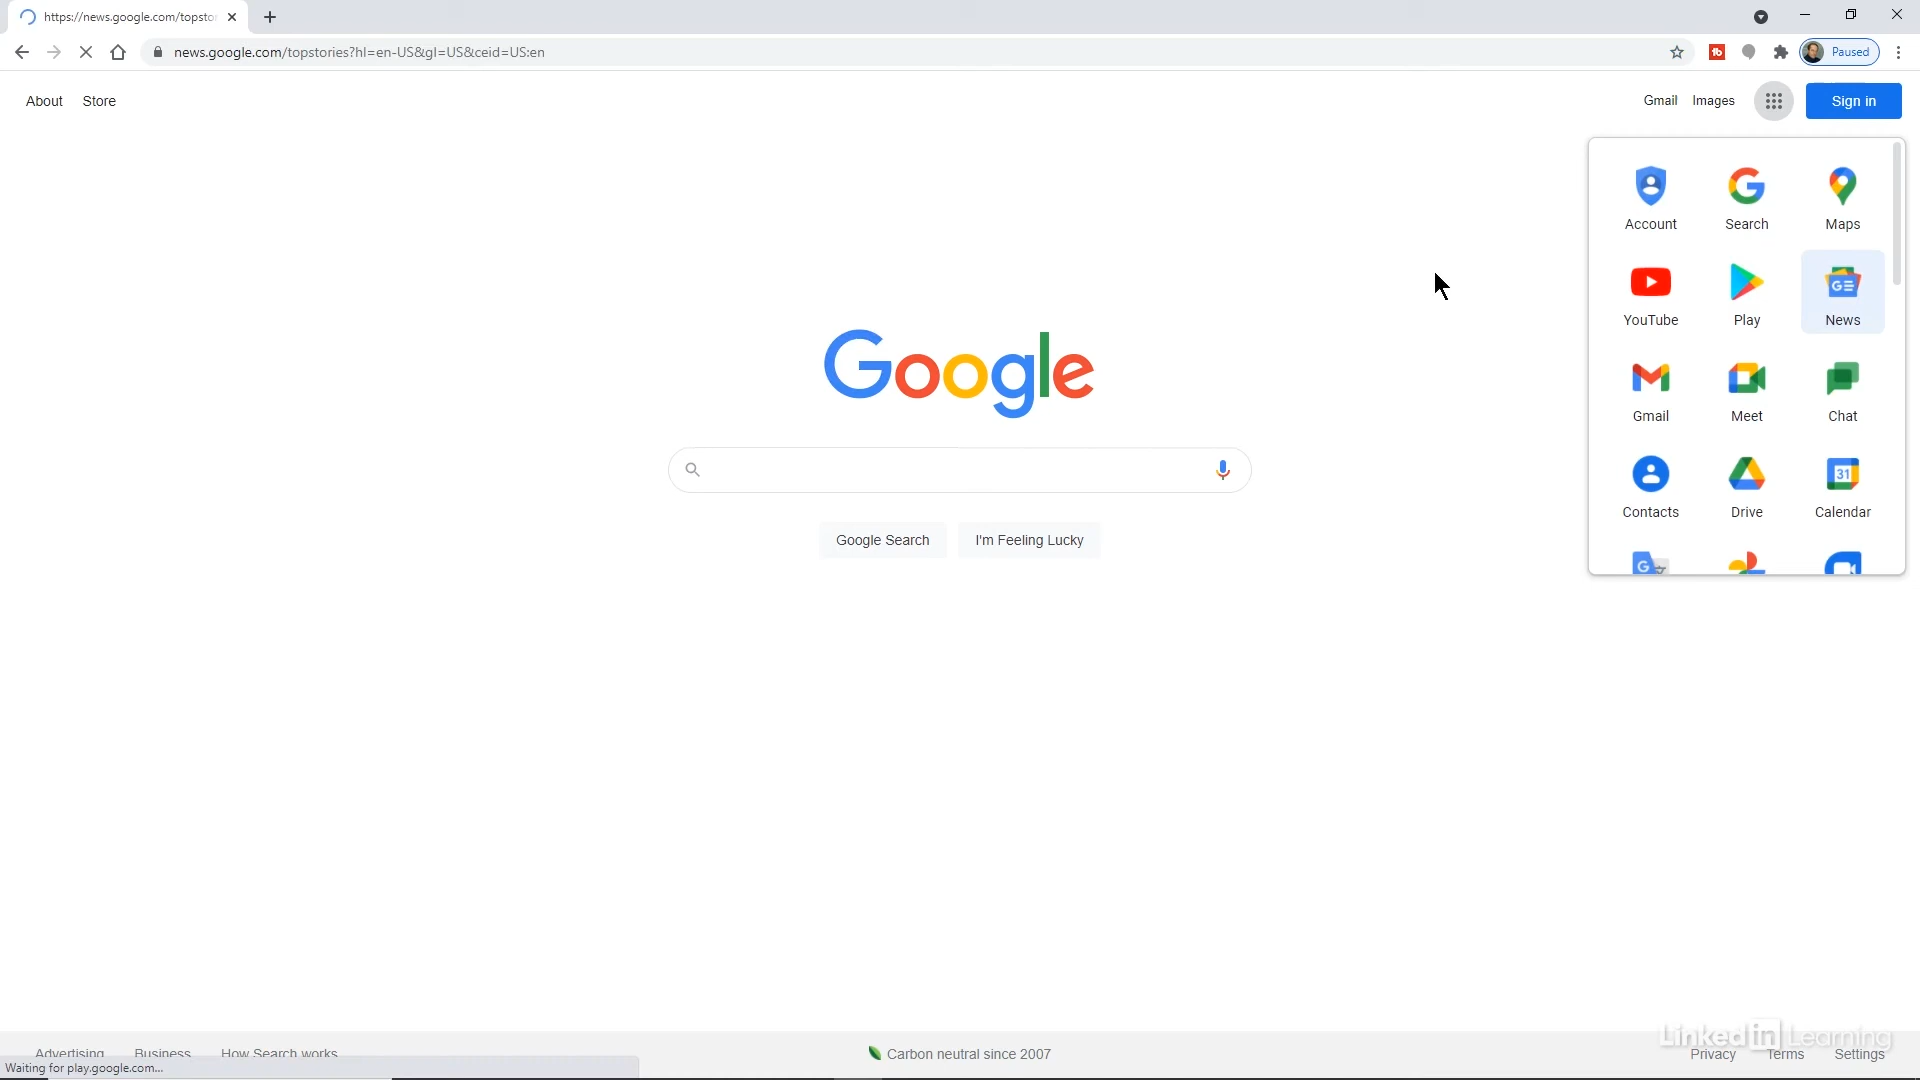 https://news.google.com/topstor
news.google.com/topstories?hl=en-US&gl=US&ceid=US:en
Paused
About Store
Gmail Images
Sign in
Account Search Maps
YouTube Play News
GE
Gmail Meet Chat
31
Contacts Drive Calendar
G
Google
Google Search I'm Feeling Lucky
Advertising Business How Search works
Carbon neutral since 2007
LinkedIn Learning
Privacy Terms Settings
Waiting for play.google.com...